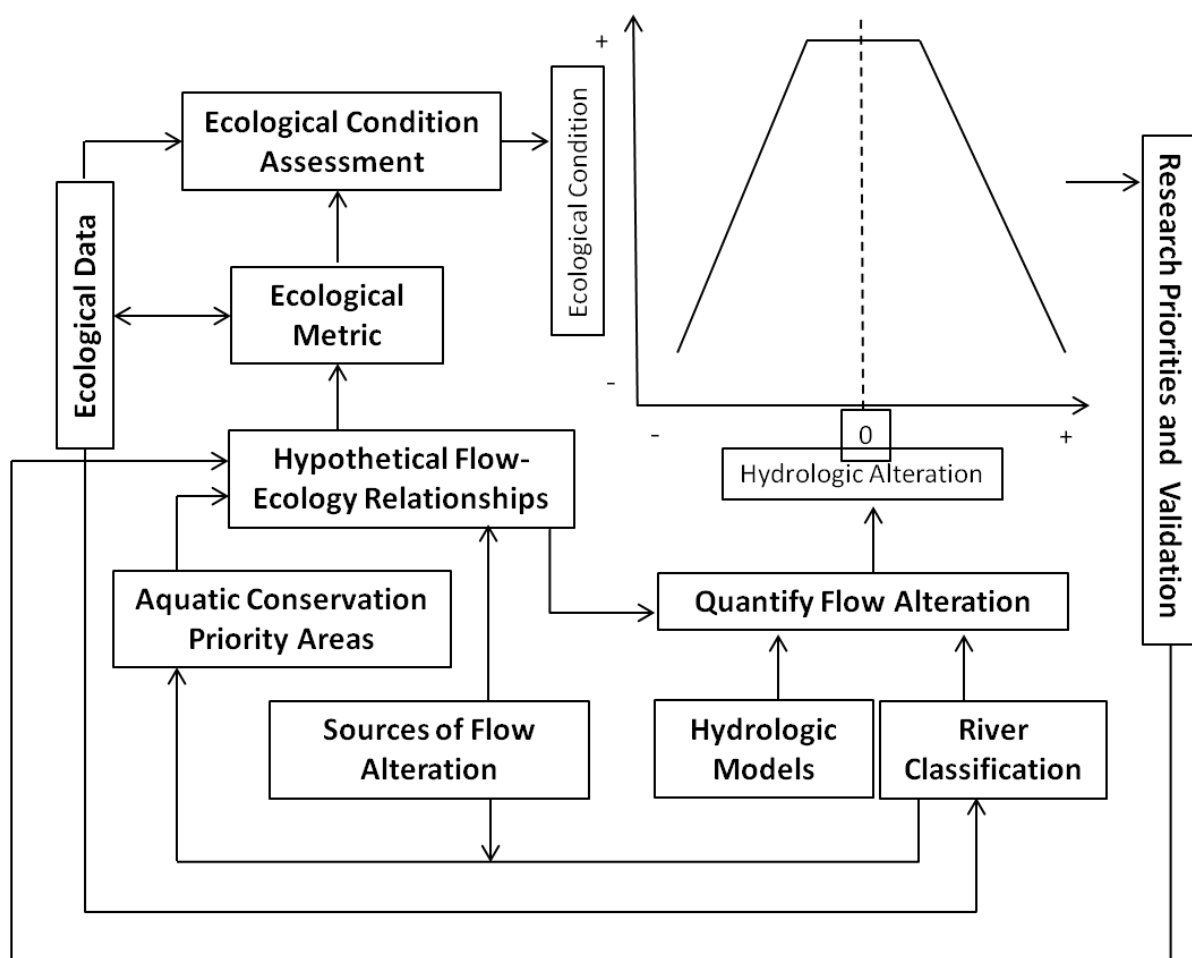 +
Ecological Condition
Assessment
Ecological Condition
Ecological Data
Research Priorities and Validation
Ecological
Metric
-
-
0
+
Hypothetical Flow-
Ecology Relationships
Hydrologic Alteration
Aquatic Conservation
Priority Areas
Quantify Flow Alteration
Sources of Flow
Alteration
Hydrologic
Models
River
Classification